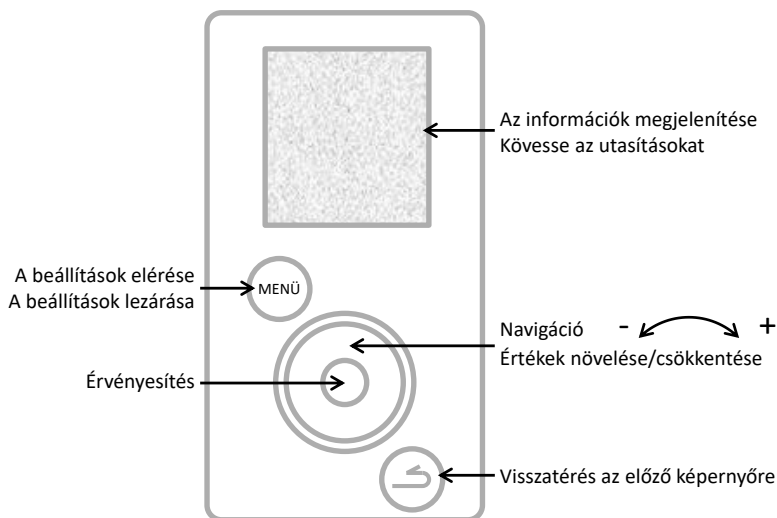 Az információk megjelenítése
Kövesse az utasításokat
A beállítások elérése
A beállítások lezárása
MENÜ
Navigáció - +
Értékek növelése/csökkentése
Érvényesítés
Visszatérés az előző képernyőre